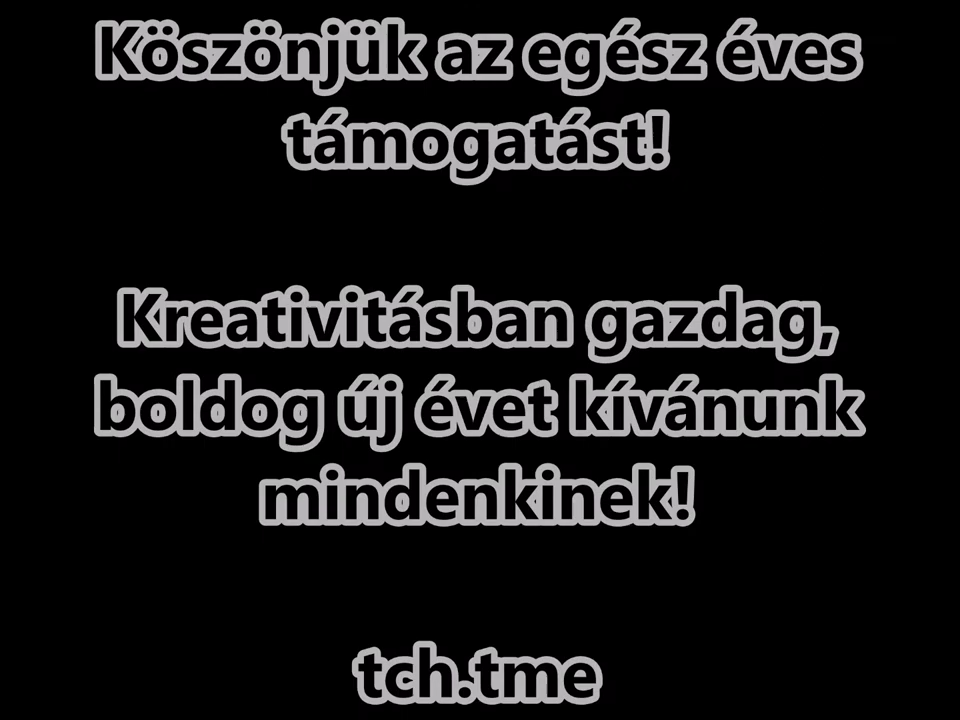 Köszönjük az egész éves
támogatást!
Kreativitásban gazdag,
boldog új évet kívánunk
mindenkinek!
tch.tme